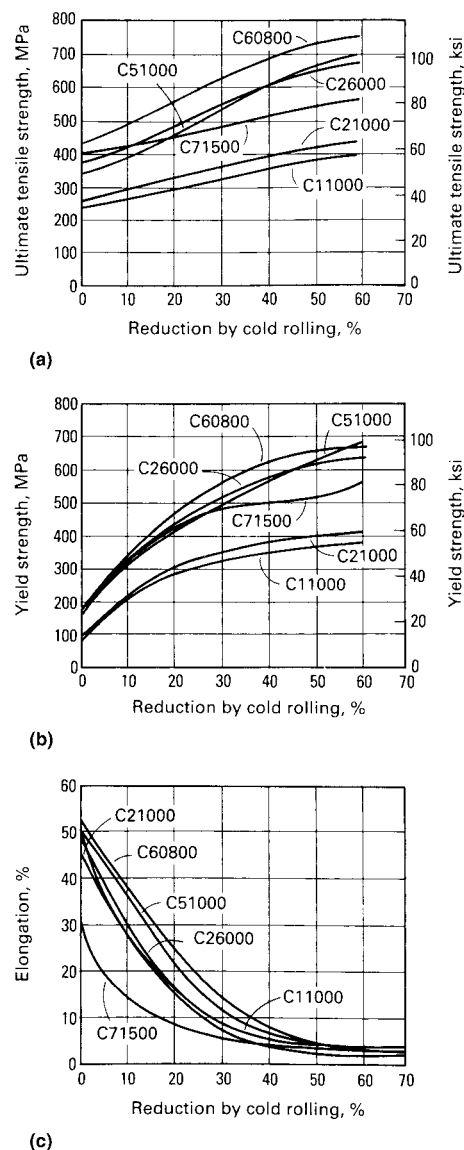 Ultimate tensile strength, MPa
800
700
600
500
400
300
200
100
0
C60800
C51000
C26000
C21000
C71500
C11000
100
80
60
40
20
0
Ultimate tensile strength, ksi
0 10 20 30 40 50 60 70
Reduction by cold rolling, %
(a)
Yield strength, MPa
800
700
600
500
400
300
200
100
0
C60800
C51000
C26000
C71500
C21000
C11000
100
80
60
40
20
0
Yield strength, ksi
0 10 20 30 40 50 60 70
Reduction by cold rolling, %
(b)
Elongation, %
60
50
40
30
20
10
0
C21000
C60800
C51000
C26000
C11000
C71500
0 10 20 30 40 50 60 70
Reduction by cold rolling, %
(c)